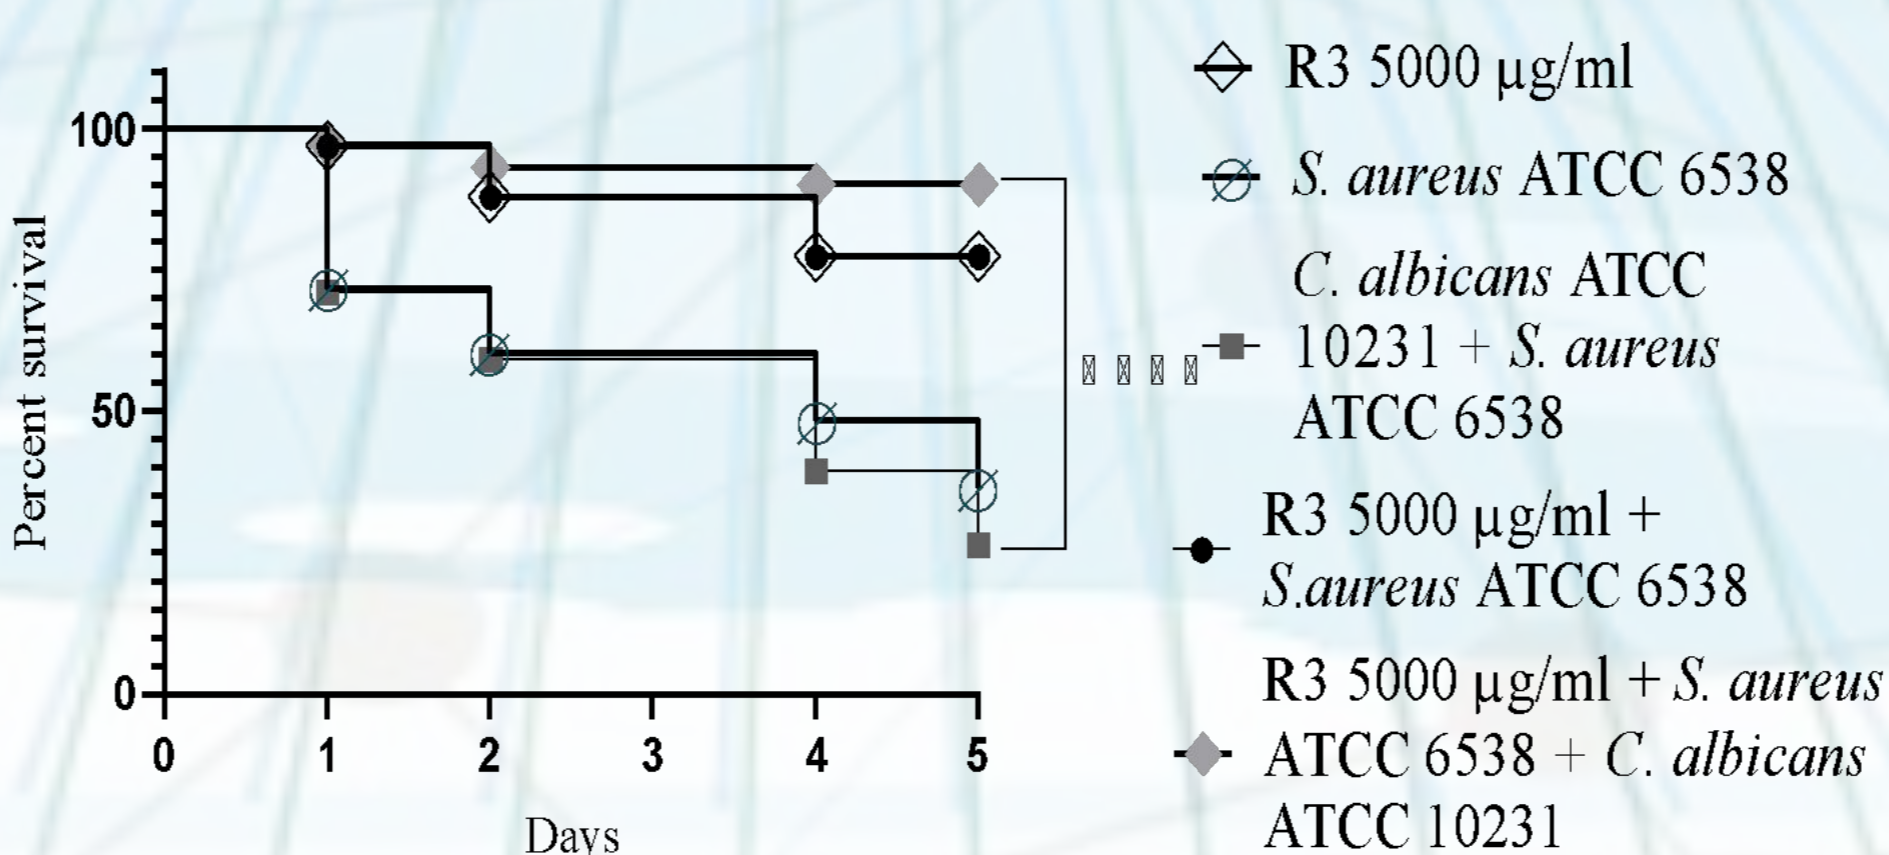 100
50
0
Percent survival
0 1 2 3 4 5
Days
R3 5000 μg/ml
S. aureus ATCC 6538
C. albicans ATCC
10231 + S. aureus
ATCC 6538
R3 5000 μg/ml +
S.aureus ATCC 6538
R3 5000 μg/ml + S. aureus
ATCC 6538 + C. albicans
ATCC 10231